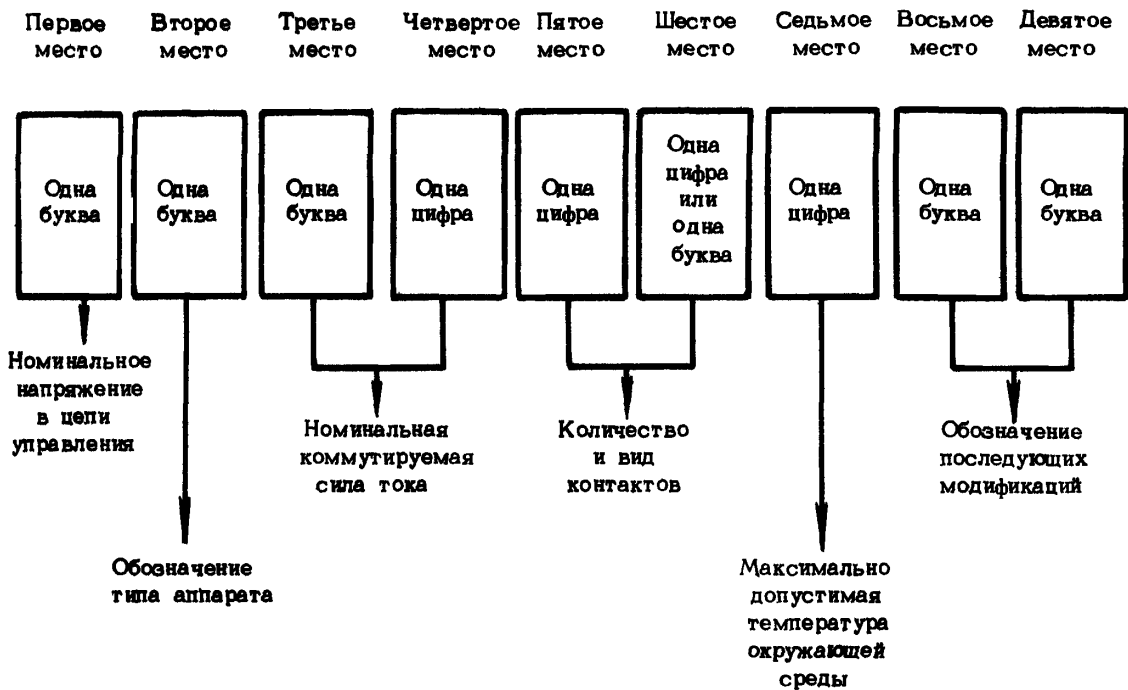 Первое место
Второе место
Третье место
Четвертое место
Пятое место
Шестое место
Седьмое место
Восьмое место
Девятое место
Одна
буква
Одна
буква
Одна
буква
Одна
цифра
Одна
цифра
Одна
цифра
или
одна
буква
Одна
цифра
Одна
буква
Одна
буква
Номинальное
напряжение
в цепи
управления
Обозначение
типа аппарата
Номинальная
коммутируемая
сила тока
Количество
и вид
контактов
Максимально
допустимая
температура
окружающей
среды
Обозначение
последующих
модификаций